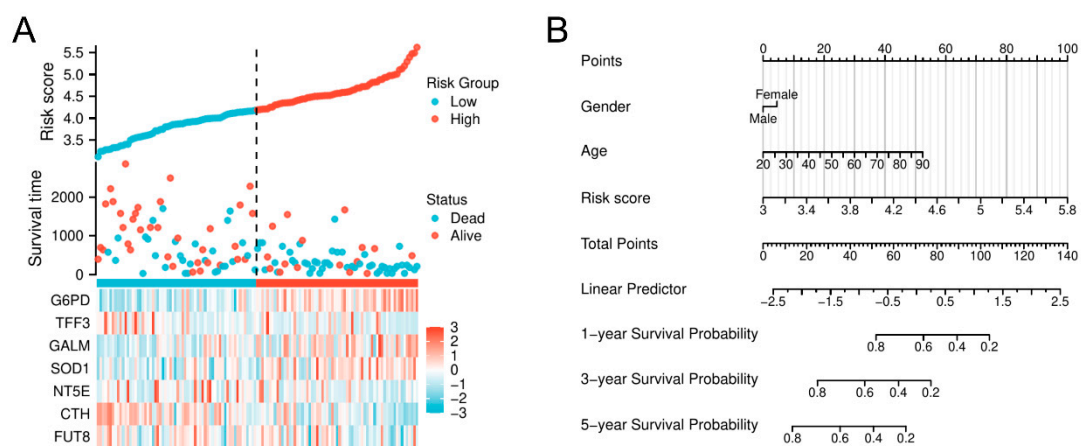 A
5.5
5.0
4.5
4.0
3.5
Risk score
Risk Group
Low
High
2000
1000
0
Survival time
Status
Dead
Alive
G6PD
TFF3
GALM
SOD1
NT5E
CTH
FUT8
3
2
1
0
−1
−2
−3
B
Points
0 20 40 60 80 100
Gender
Female
Male
Age
20 30 40 50 60 70 80 90
Risk score
3 3.4 3.8 4.2 4.6 5 5.4 5.8
Total Points
0 20 40 60 80 100 120 140
Linear Predictor
−2.5 −1.5 −0.5 0.5 1.5 2.5
1−year Survival Probability
0.8 0.6 0.4 0.2
3−year Survival Probability
0.8 0.6 0.4 0.2
5−year Survival Probability
0.8 0.6 0.4 0.2